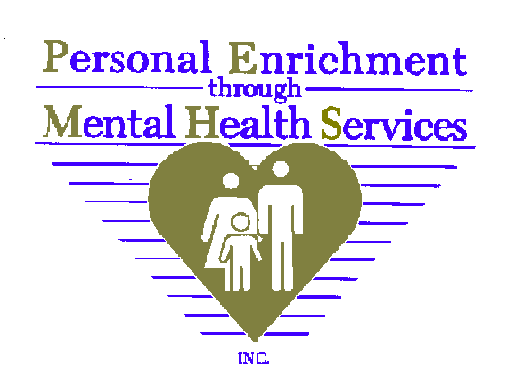 Personal Enrichment
through
Mental Health Services
INC.